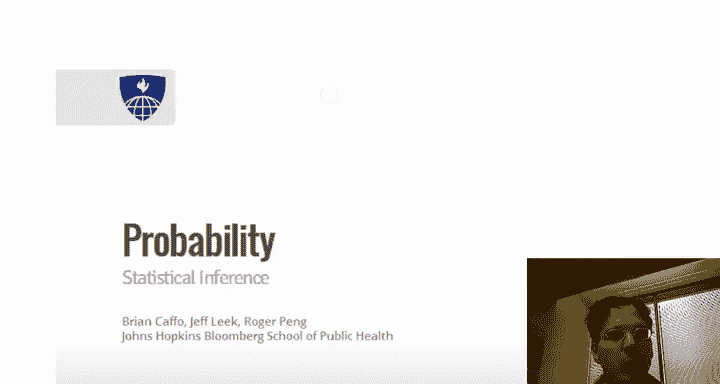 Probability
Statistical Inference
Brian Caffo, Jeff Leek, Roger Peng
Johns Hopkins Bloomberg School of Public Health